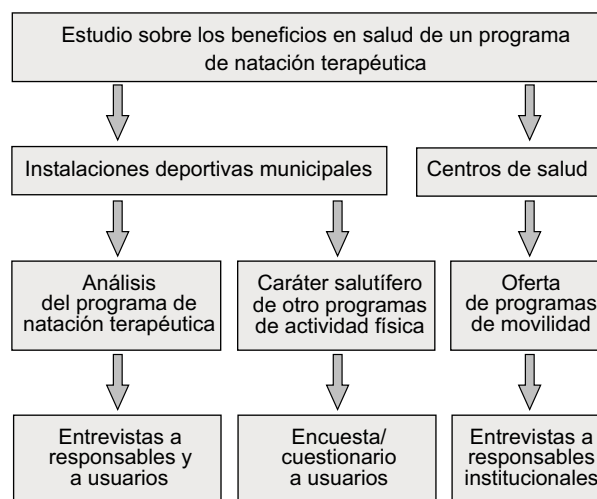 Estudio sobre los beneficios en salud de un programa
de natación terapéutica
Instalaciones deportivas municipales
Centros de salud
Análisis
del programa de
natación terapéutica
Caráter salutífero
de otro programas
de actividad física
Oferta
de programas
de movilidad
Entrevistas a
responsables y
a usuarios
Encuesta/
cuestionario
a usuarios
Entrevistas a
responsables
institucionales